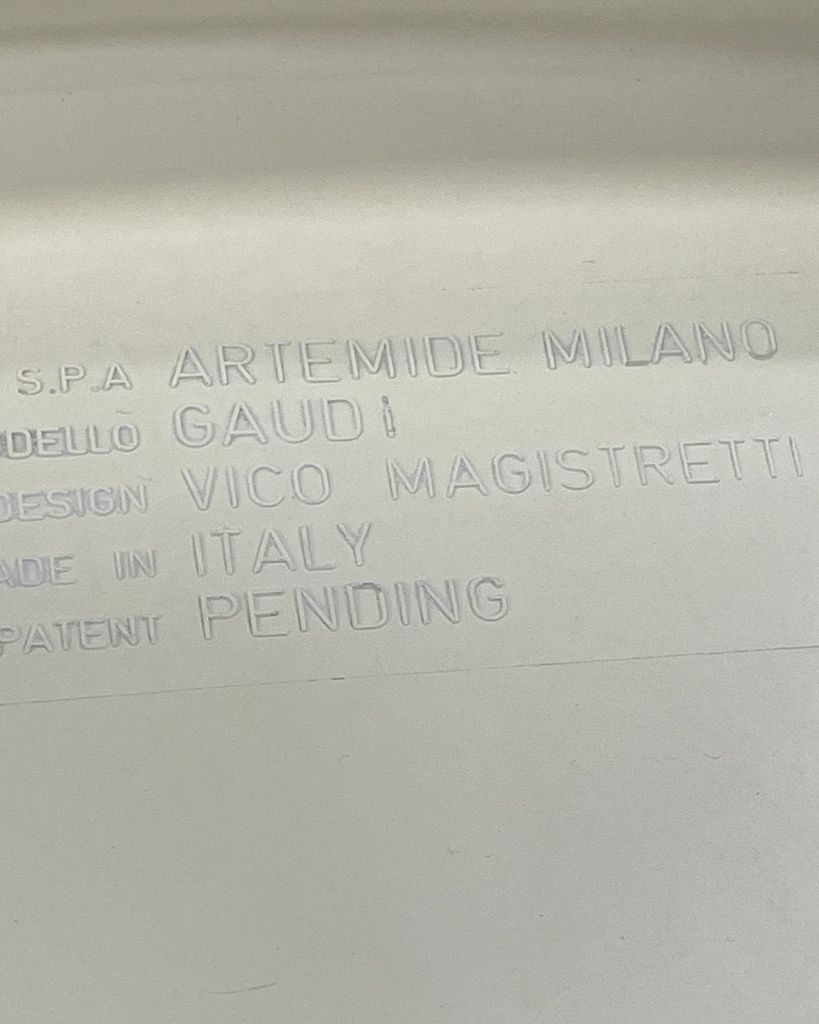 S.P.A ARTEMIDE MILANO
DELLO GAUDI
DESIGN VICO MAGISTRETTI
ADE IN ITALY
PATENT PENDING